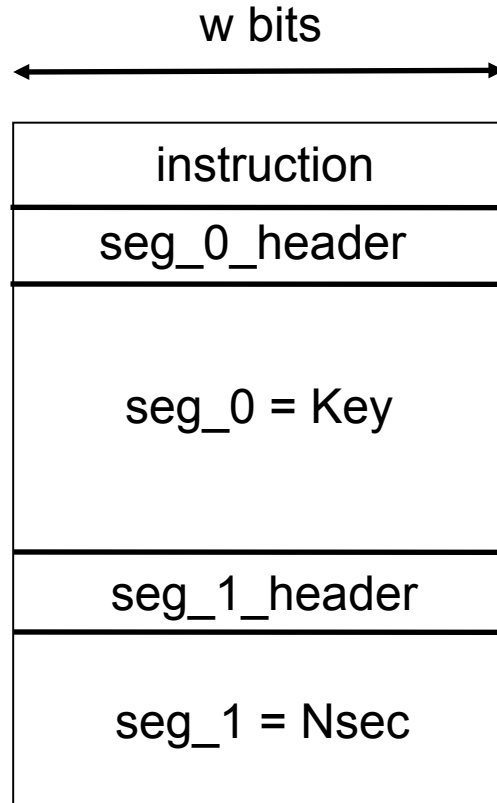 w bits
instruction
seg_0_header
seg_0 = Key
seg_1_header
seg_1 = Nsec